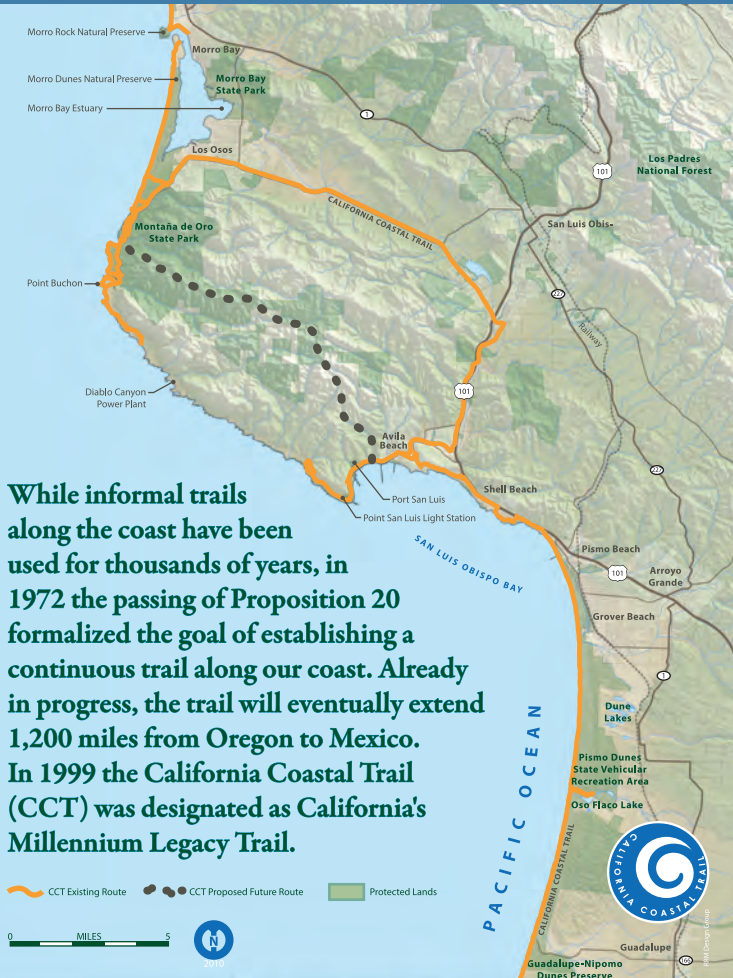 Morro Rock Natural Preserve
Morro Bay
Morro Dunes Natural Preserve
Morro Bay
State Park
Morro Bay Estuary
1
Los Osos
101
Los Padres
National Forest
CALIFORNIA COASTAL TRAIL
Montaña de Oro
State Park
San Luis Obis-
Point Buchon
227
Railway
Diablo Canyon
Power Plant
101
Avila
Beach
227
Shell Beach
Port San Luis
Point San Luis Light Station
SAN LUIS OBISPO BAY
Pismo Beach
101
Arroyo
Grande
Grover Beach
1
While informal trails
along the coast have been
used for thousands of years, in
1972 the passing of Proposition 20
formalized the goal of establishing a
continuous trail along our coast. Already
in progress, the trail will eventually extend
1,200 miles from Oregon to Mexico.
In 1999 the California Coastal Trail
(CCT) was designated as California's
Millennium Legacy Trail.
Dune
Lakes
PACIFIC OCEAN
Pismo Dunes
State Vehicular
Recreation Area
Oso Flaco Lake
CALIFORNIA COASTAL TRAIL
CALIFORNIA COASTAL TRAIL
CCT Existing Route
CCT Proposed Future Route
Protected Lands
0 MILES 5
N
2010
Guadalupe
166
Guadalupe-Nipomo
Dunes Preserve